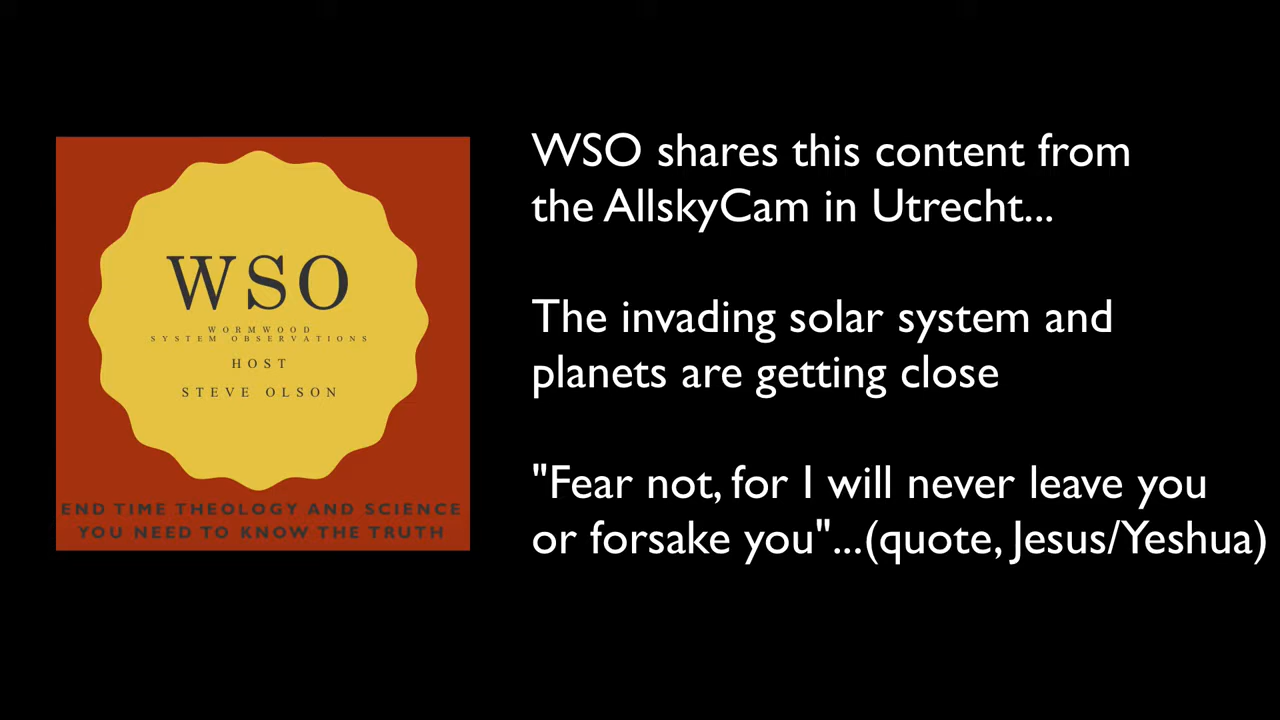 WSO
WORMWOOD
SYSTEM OBSERVATIONS
HOST
STEVE OLSON
END TIME THEOLOGY AND SCIENCE
YOU NEED TO KNOW THE TRUTH
WSO shares this content from
the AllskyCam in Utrecht...
The invading solar system and
planets are getting close
"Fear not, for I will never leave you
or forsake you"...(quote, Jesus/Yeshua)